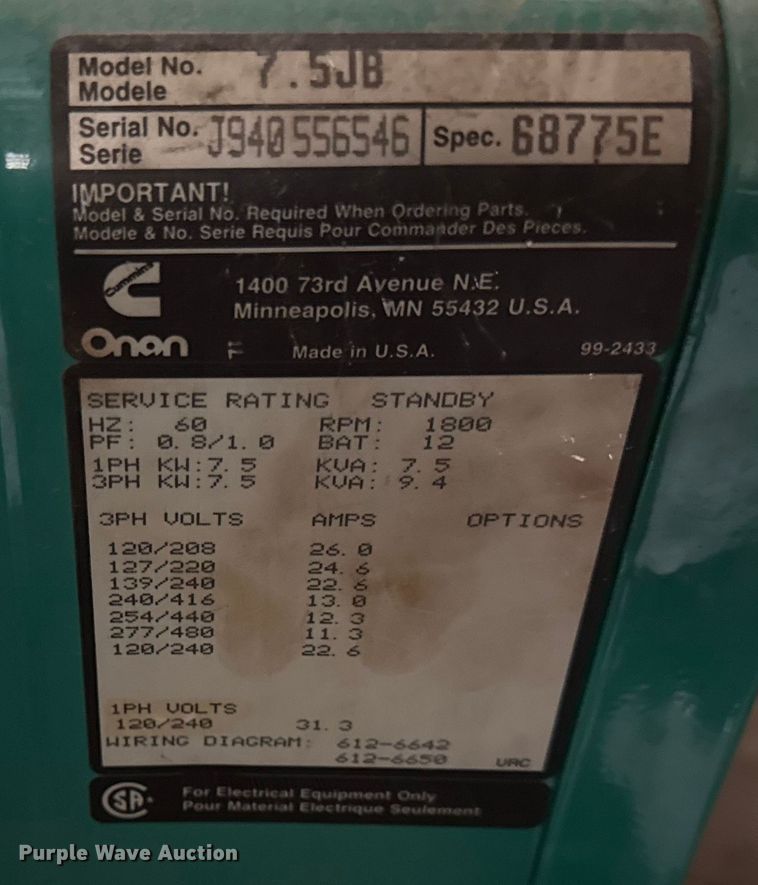 Model No. 7.5JB
Modele
Serial No. J940556546 Spec. 68775E
Serie
IMPORTANT!
Model & Serial No. Required When Ordering Parts.
Modele & No. Serie Requis Pour Commander Des Pieces.
Cummins
1400 73rd Avenue N.E.
Minneapolis, MN 55432 U.S.A.
Onan
Made in U.S.A. 99-2433
SERVICE RATING STANDBY
HZ: 60 RPM: 1800
PF: 0.8/1.0 BAT: 12
1PH KW:7.5 KVA: 7.5
3PH KW:7.5 KVA: 9.4
3PH VOLTS AMPS OPTIONS
120/208 26.0
127/220 24.6
139/240 22.6
240/416 13.0
254/440 12.3
277/480 11.3
120/240 22.6
1PH VOLTS
120/240 31.3
WIRING DIAGRAM: 612-6642
612-6650 VRC
SA
For Electrical Equipment Only
Pour Material Electrique Seulement
Purple Wave Auction